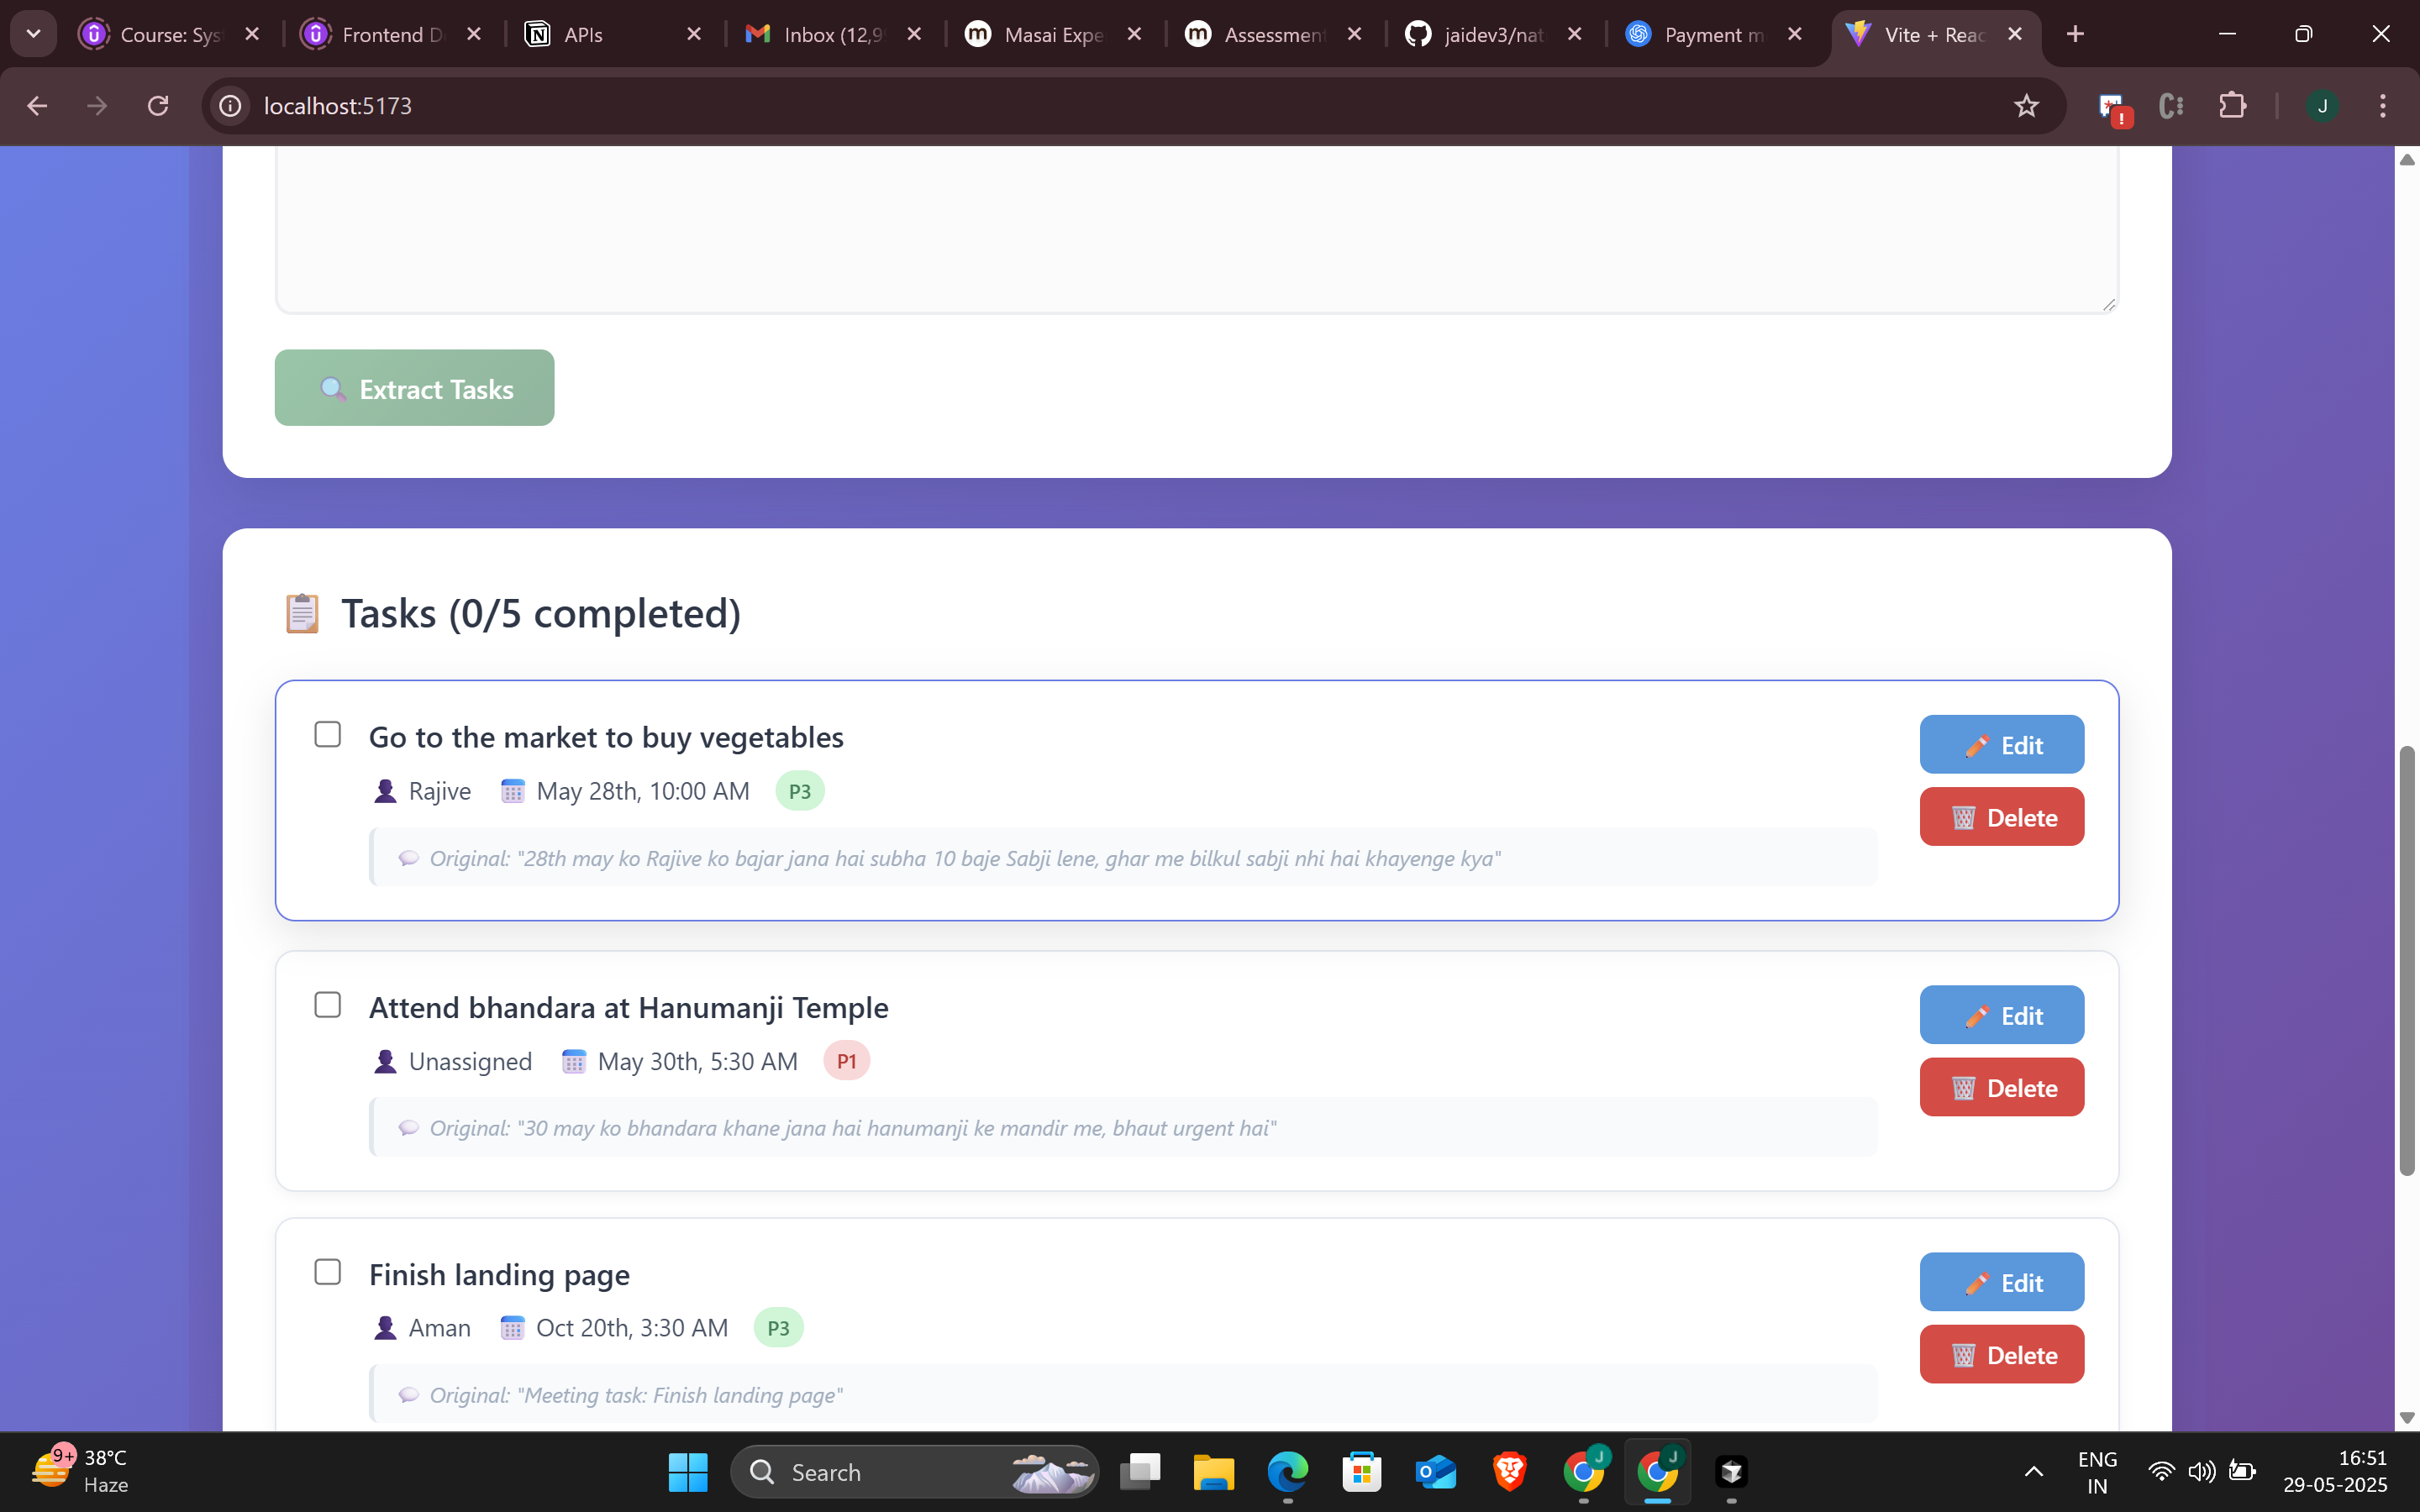 Course: Sys
Frontend D
APIs
Inbox (12,9
Masai Expe
Assessment
jaidev3/nat
Payment m
Vite + Reac
localhost:5173
J
Extract Tasks
Tasks (0/5 completed)
Go to the market to buy vegetables
Rajive May 28th, 10:00 AM P3
Original: "28th may ko Rajive ko bajar jana hai subha 10 baje Sabji lene, ghar me bilkul sabji nhi hai khayenge kya"
Edit
Delete
Attend bhandara at Hanumanji Temple
Unassigned May 30th, 5:30 AM P1
Original: "30 may ko bhandara khane jana hai hanumanji ke mandir me, bhaut urgent hai"
Edit
Delete
Finish landing page
Aman Oct 20th, 3:30 AM P3
Original: "Meeting task: Finish landing page"
Edit
Delete
9+ 38°C
Haze
Search
J
J
ENG
IN
16:51
29-05-2025